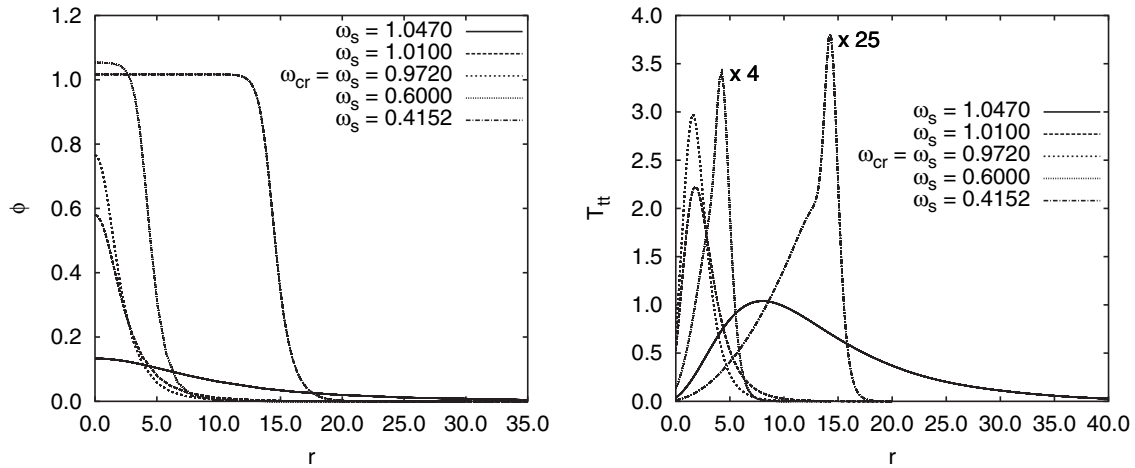 ωs = 1.0470
ωs = 1.0100
ωcr = ωs = 0.9720
ωs = 0.6000
ωs = 0.4152
1.2
1.0
0.8
0.6
0.4
0.2
0.0
ϕ
0.0 5.0 10.0 15.0 20.0 25.0 30.0 35.0
r
x 4
x 25
ωs = 1.0470
ωs = 1.0100
ωcr = ωs = 0.9720
ωs = 0.6000
ωs = 0.4152
4.0
3.5
3.0
2.5
2.0
1.5
1.0
0.5
0.0
Ttt
0.0 5.0 10.0 15.0 20.0 25.0 30.0 35.0 40.0
r